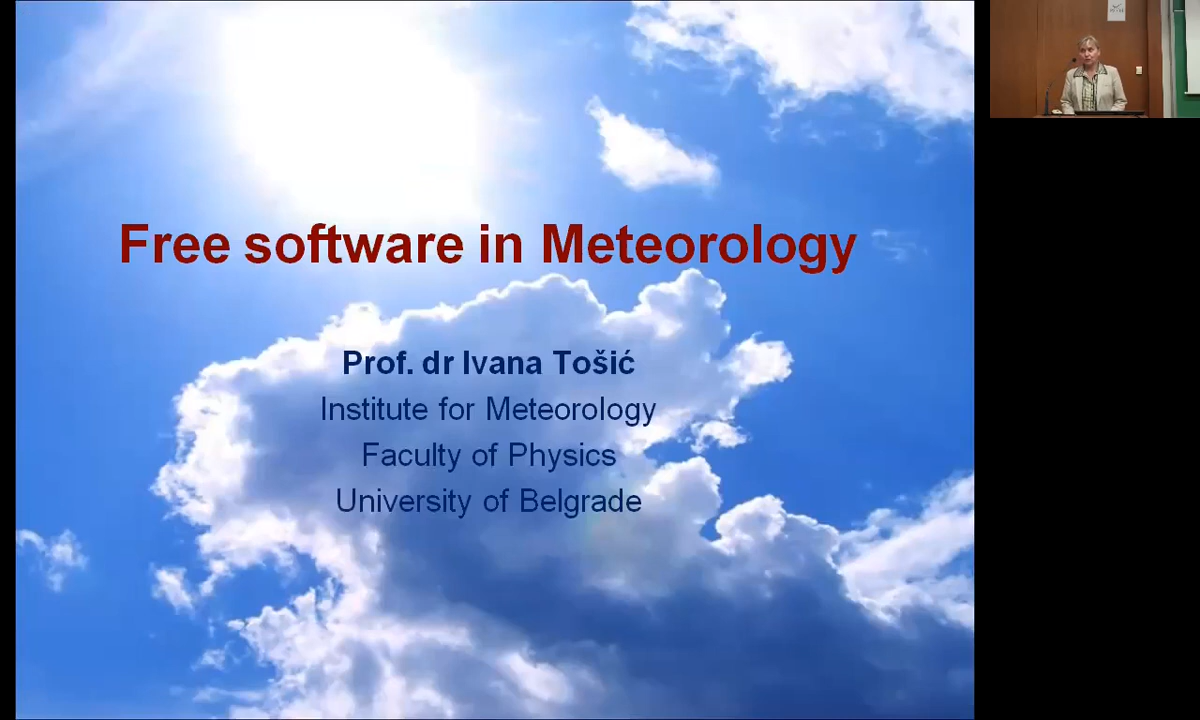 Free software in Meteorology
Prof. dr Ivana Tošić
Institute for Meteorology
Faculty of Physics
University of Belgrade